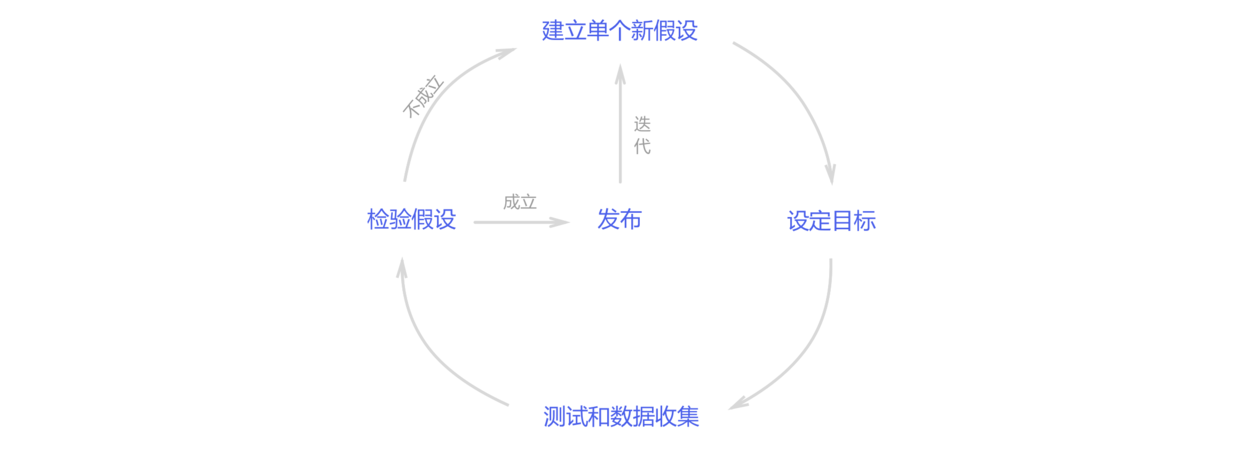 建立单个新假设
不成立
迭
代
成立
检验假设
发布
设定目标
测试和数据收集